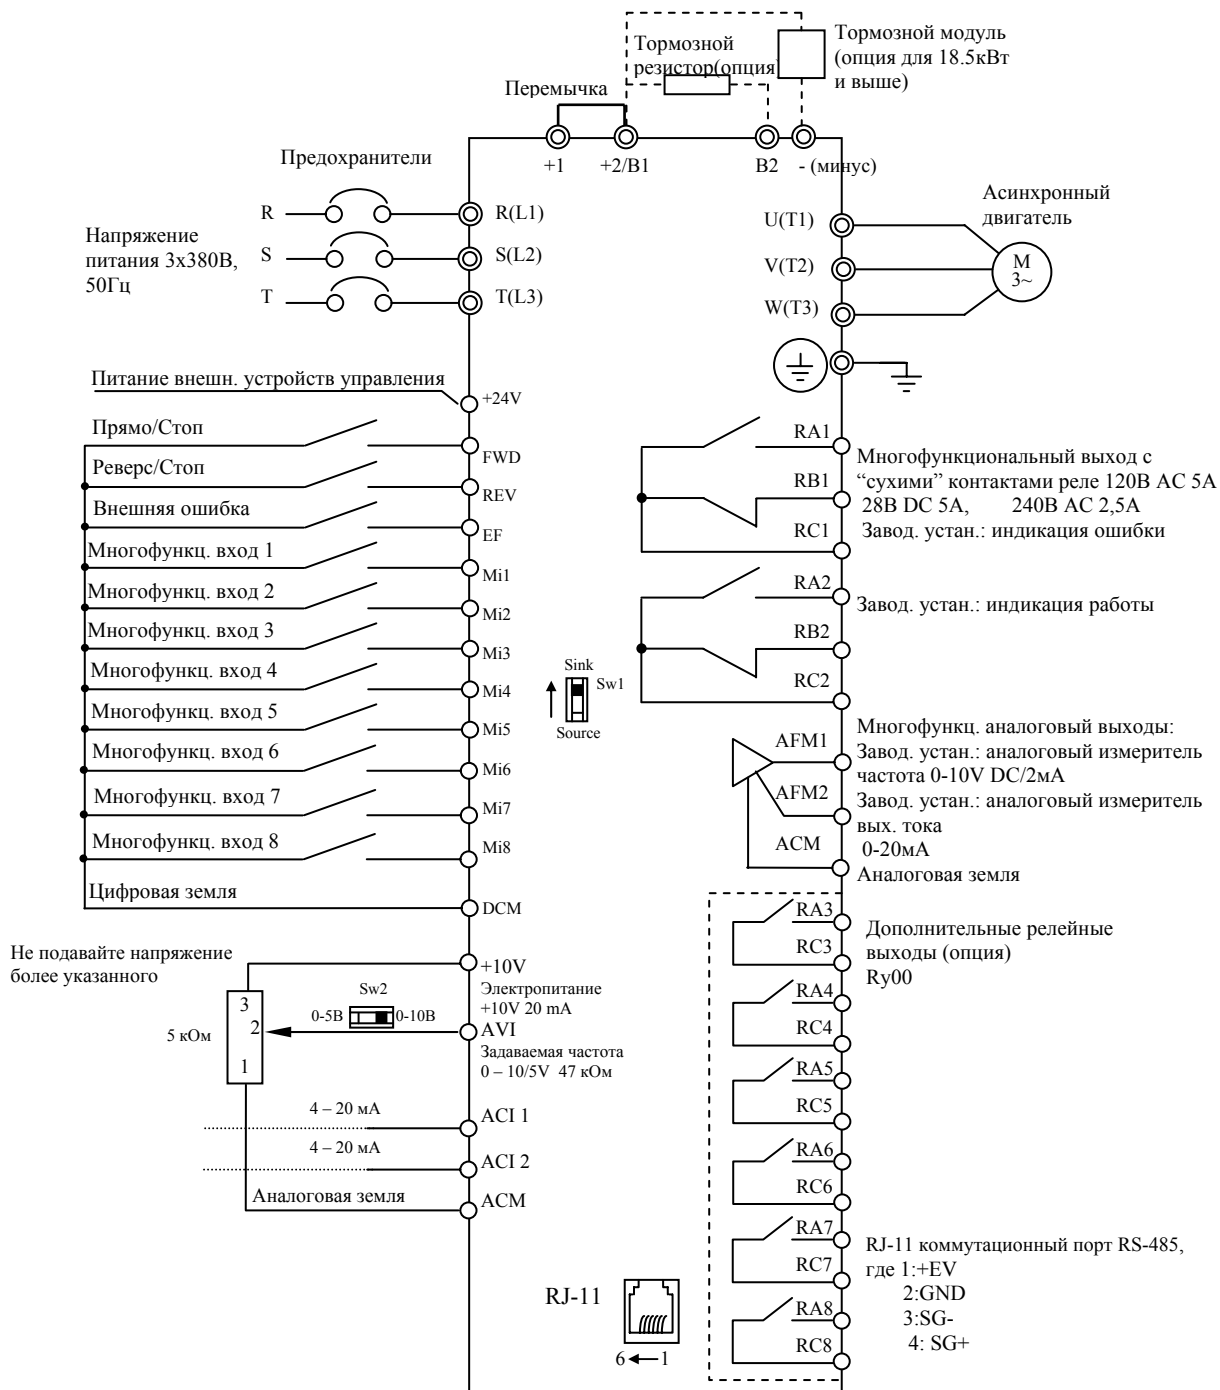 Тормозной модуль
(опция для 18.5кВт
и выше)
Тормозной
резистор(опция
Перемычка
+1
+2/B1
B2
- (минус)
Предохранители
R
R(L1)
Напряжение
питания 3х380В,
50Гц
S
S(L2)
T
T(L3)
Асинхронный
двигатель
U(T1)
V(T2)
W(T3)
M
3~
Питание внешн. устройств управления
+24V
Прямо/Стоп
FWD
Реверс/Стоп
REV
Внешняя ошибка
EF
Многофункц. вход 1
Mi1
Многофункц. вход 2
Mi2
Многофункц. вход 3
Mi3
Многофункц. вход 4
Mi4
Многофункц. вход 5
Mi5
Многофункц. вход 6
Mi6
Многофункц. вход 7
Mi7
Многофункц. вход 8
Mi8
Цифровая земля
DCM
Sink
Sw1
Source
RA1
RB1
RC1
Многофункциональный выход с
“сухими” контактами реле 120В AC 5А
28В DC 5А, 240В AC 2,5А
Завод. устан.: индикация ошибки
RA2
RB2
RC2
Завод. устан.: индикация работы
AFM1
AFM2
ACM
Многофункц. аналоговый выходы:
Завод. устан.: аналоговый измеритель
частота 0-10V DC/2мА
Завод. устан.: аналоговый измеритель
вых. тока
0-20мА
Аналоговая земля
Не подавайте напряжение
более указанного
+10V
Электропитание
+10V 20 mA
Sw2
0-5В
0-10В
3
2
1
5 кОм
AVI
Задаваемая частота
0 – 10/5V 47 кОм
4 – 20 мА
ACI 1
4 – 20 мА
ACI 2
Аналоговая земля
ACM
RA3
RC3
RA4
RC4
RA5
RC5
RA6
RC6
RA7
RC7
RA8
RC8
Дополнительные релейные
выходы (опция)
Ry00
RJ-11
6
1
RJ-11 коммутационный порт RS-485,
где 1:+EV
2:GND
3:SG-
4: SG+